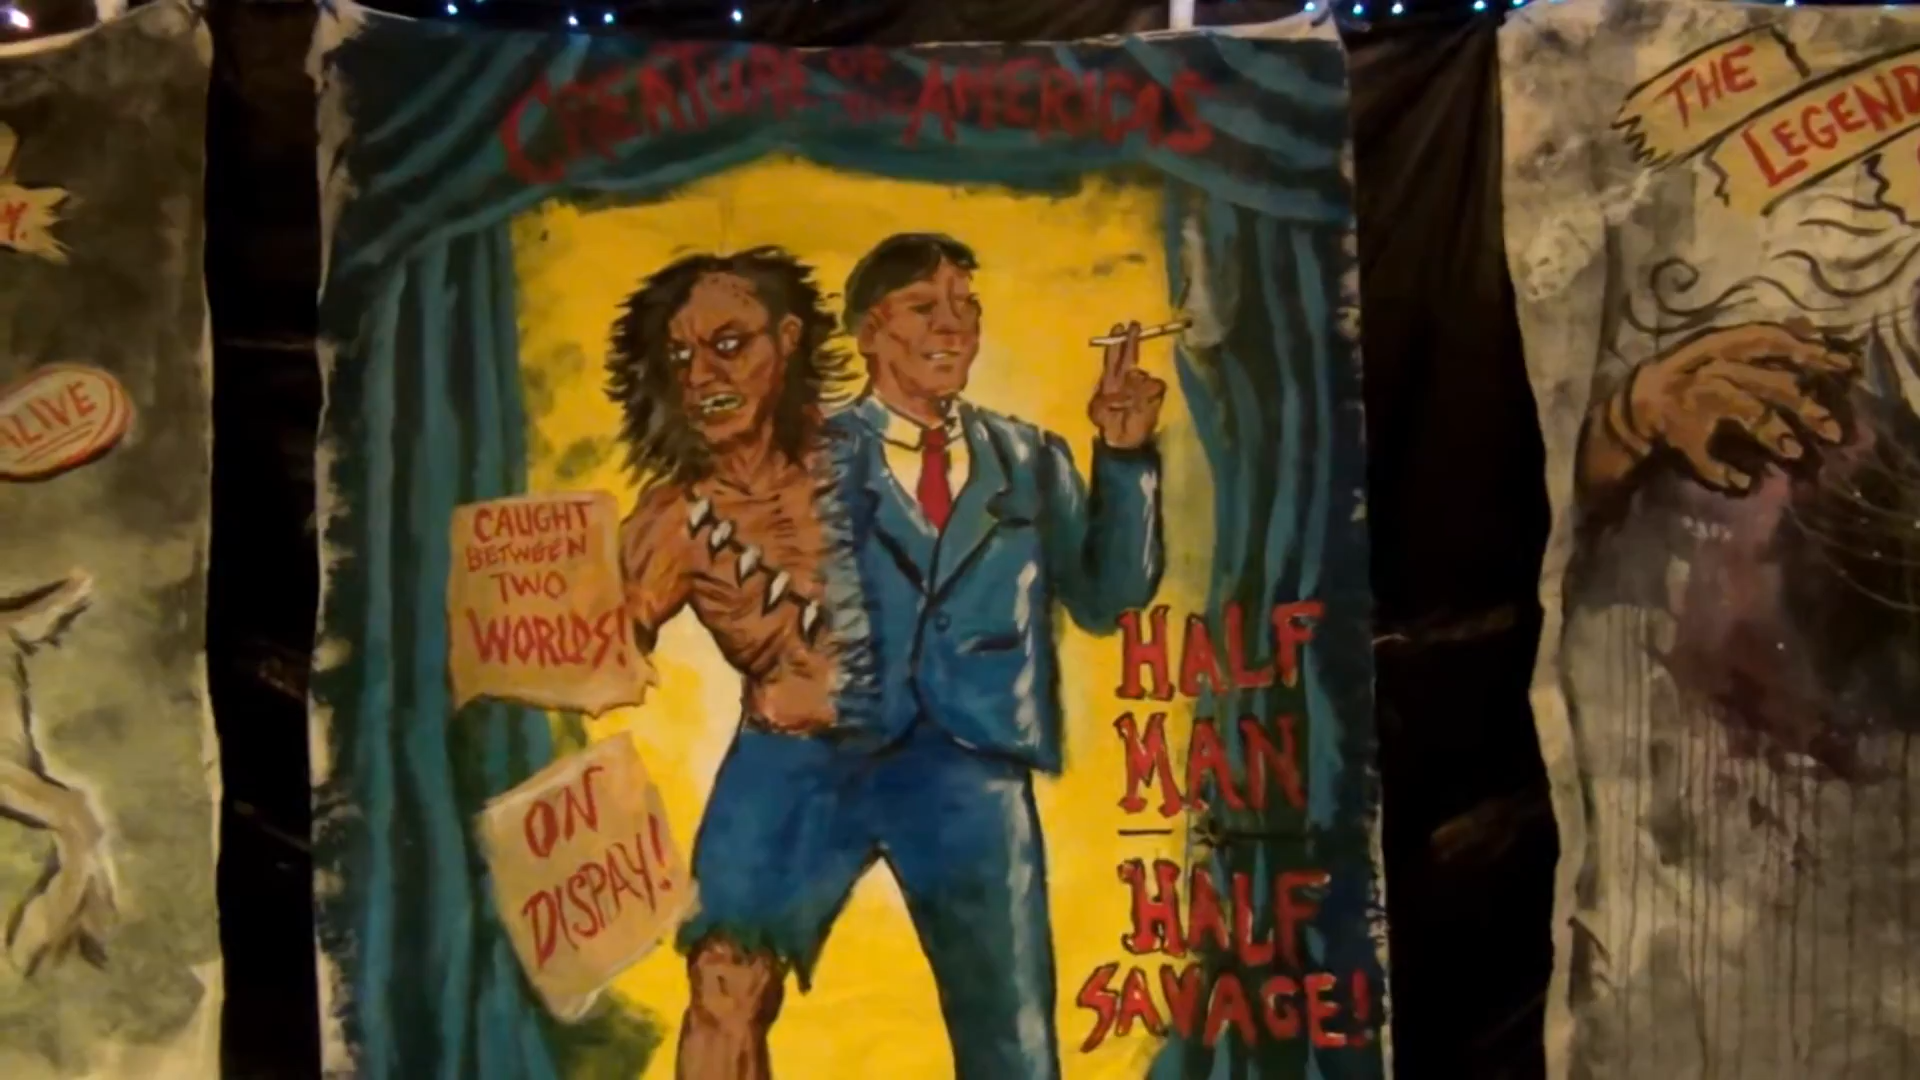 CREATURE OF
THE AMERICAS
CAUGHT
BETWEEN
TWO
WORLDS!
ON
DISPAY!
HALF
MAN
HALF
SAVAGE!
ALIVE
THE
LEGEND